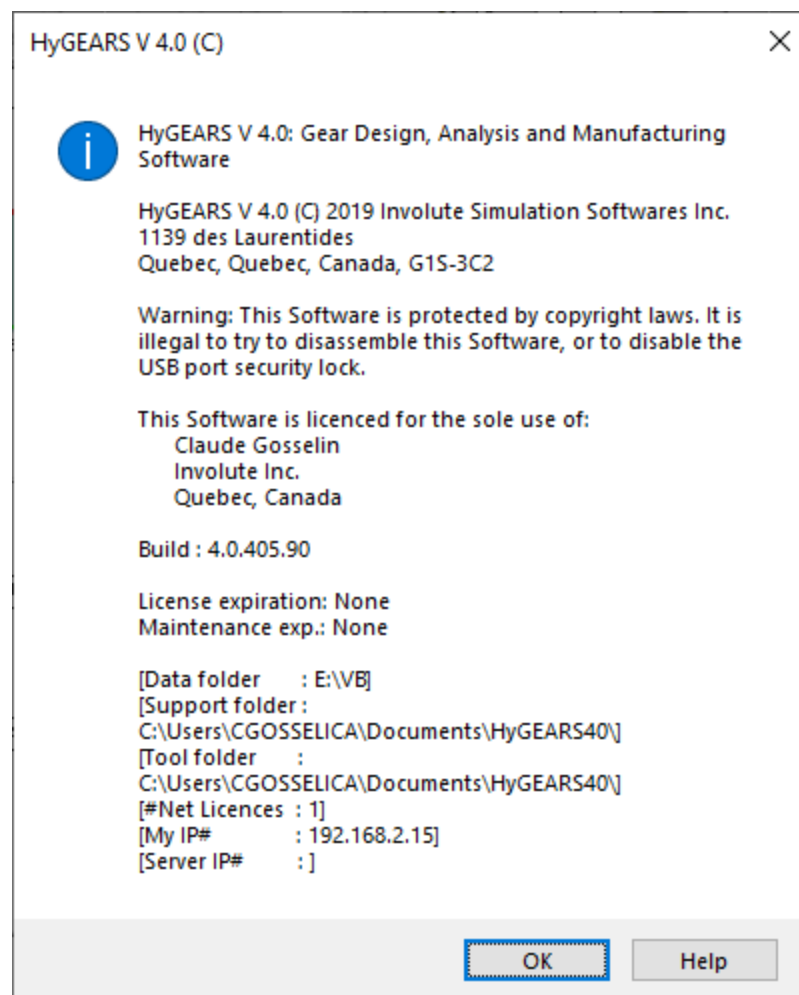 HyGEARS V 4.0 (C)
HyGEARS V 4.0: Gear Design, Analysis and Manufacturing
Software
HyGEARS V 4.0 (C) 2019 Involute Simulation Softwares Inc.
1139 des Laurentides
Quebec, Quebec, Canada, G1S-3C2
Warning: This Software is protected by copyright laws. It is
illegal to try to disassemble this Software, or to disable the
USB port security lock.
This Software is licenced for the sole use of:
Claude Gosselin
Involute Inc.
Quebec, Canada
Build : 4.0.405.90
License expiration: None
Maintenance exp.: None
[Data folder : E:\VB]
[Support folder :
C:\Users\CGOSSELICA\Documents\HyGEARS40\]
[Tool folder :
C:\Users\CGOSSELICA\Documents\HyGEARS40\]
[#Net Licences : 1]
[My IP# : 192.168.2.15]
[Server IP# : ]
OK Help